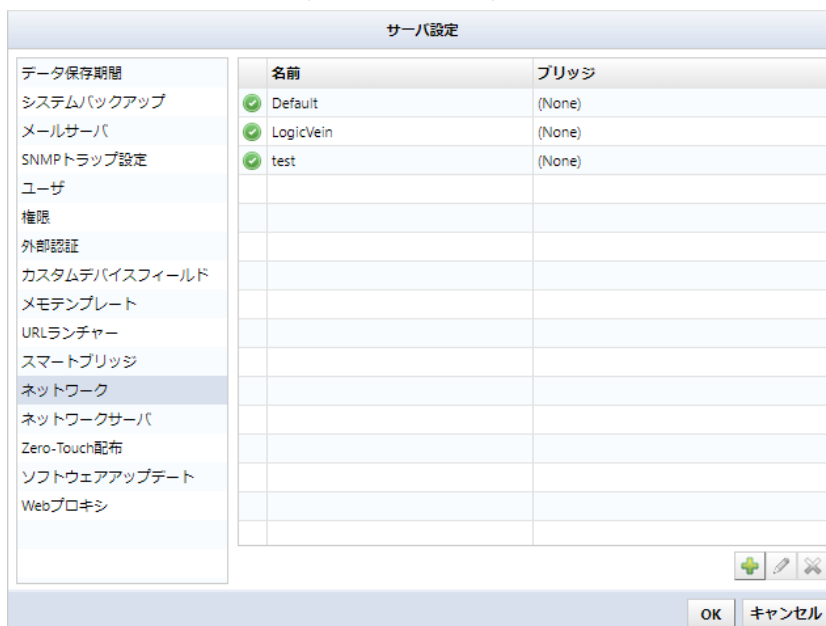 サーバ設定
データ保存期間
システムバックアップ
メールサーバ
SNMPトラップ設定
ユーザ
権限
外部認証
カスタムデバイスフィールド
メモテンプレート
URLランチャー
スマートブリッジ
ネットワーク
ネットワークサーバ
Zero-Touch配布
ソフトウェアアップデート
Webプロキシ
名前 ブリッジ
Default (None)
LogicVein (None)
test (None)
OK キャンセル